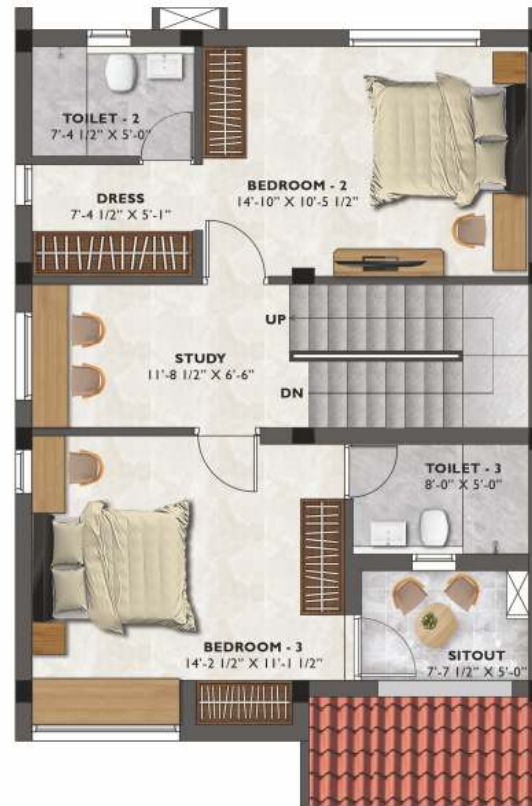 TOILET - 2
7'-4 1/2" X 5'-0"
DRESS
7'-4 1/2" X 5'-1"
BEDROOM - 2
14'-10" X 10'-5 1/2"
UP
STUDY
11'-8 1/2" X 6'-6"
DN
TOILET - 3
8'-0" X 5'-0"
BEDROOM - 3
14'-2 1/2" X 11'-1 1/2"
SITOUT
7'-7 1/2" X 5'-0"